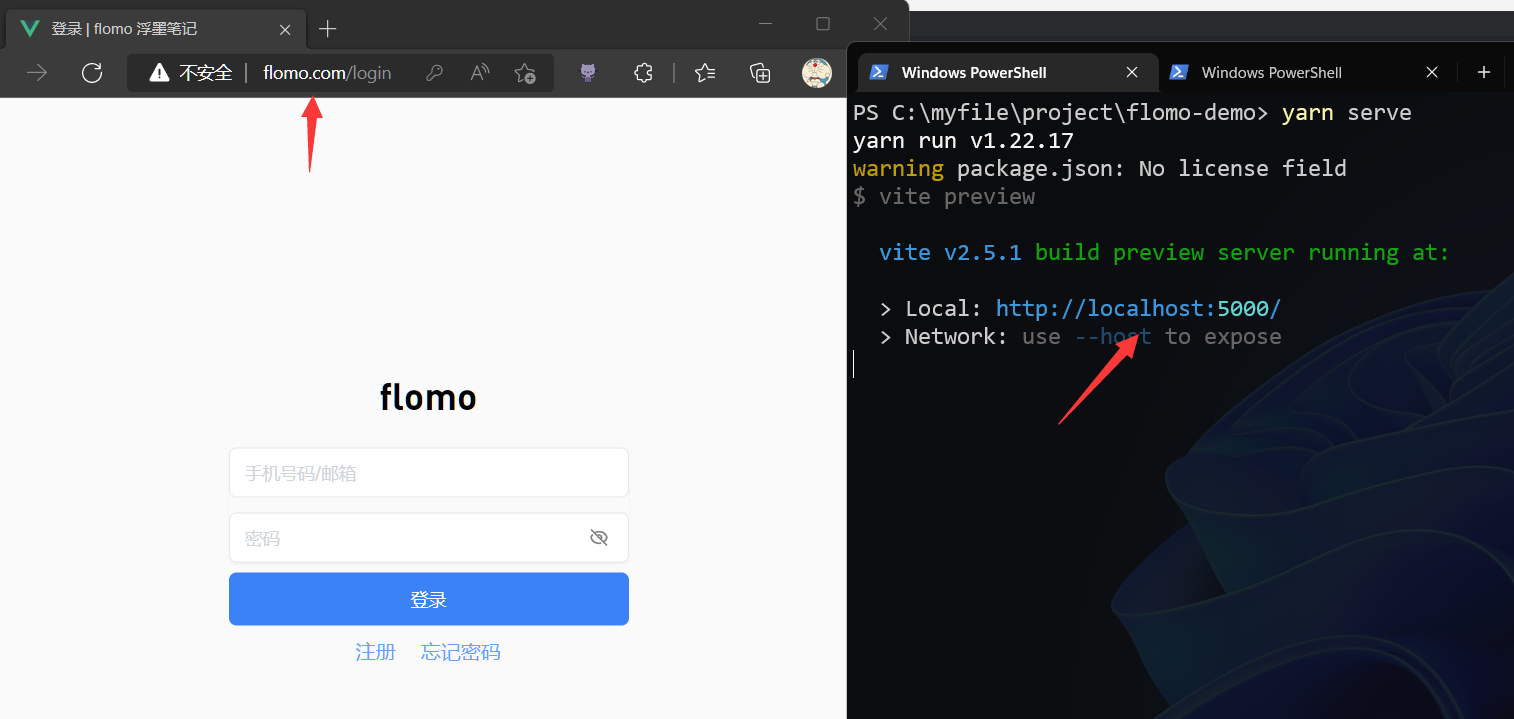 登录 | flomo 浮墨笔记
不安全 | flomo.com/login
flomo
手机号码/邮箱
密码
登录
注册 忘记密码
Windows PowerShell
Windows PowerShell
PS C:\myfile\project\flomo-demo> yarn serve
yarn run v1.22.17
warning package.json: No license field
$ vite preview
vite v2.5.1 build preview server running at:
> Local: http://localhost:5000/
> Network: use --host to expose